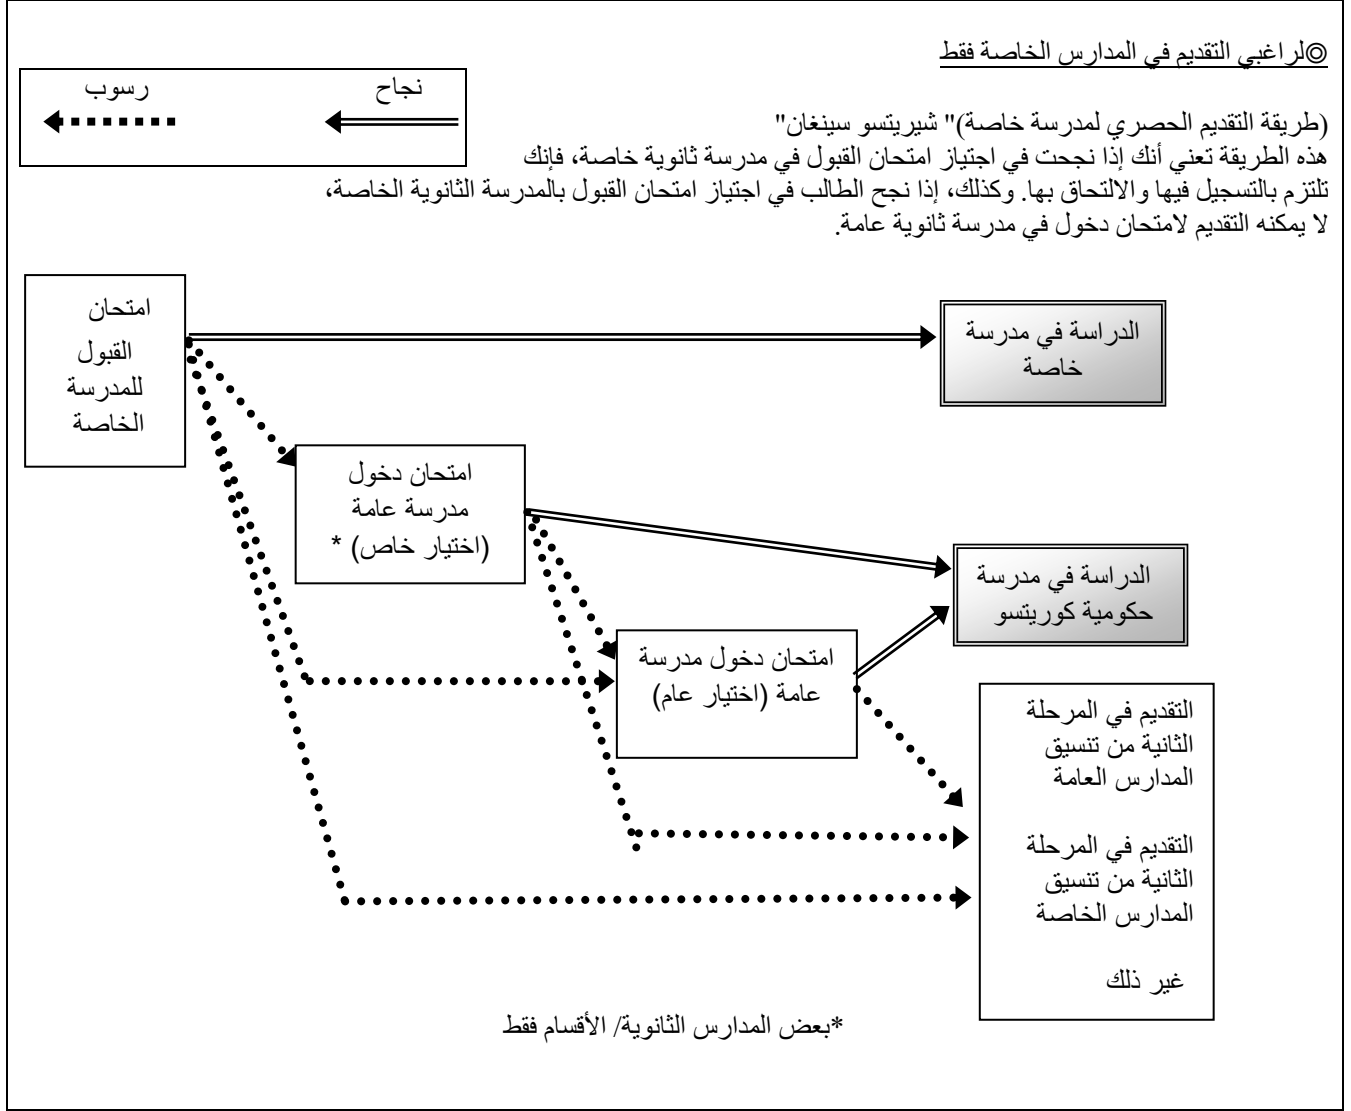 ◎لراغبي التقديم في المدارس الخاصة فقط
نجاح
رسوب
(طريقة التقديم الحصري لمدرسة خاصة)" شيريتسو سينغان"
هذه الطريقة تعني أنك إذا نجحت في اجتياز امتحان القبول في مدرسة ثانوية خاصة، فإنك
تلتزم بالتسجيل فيها والالتحاق بها. وكذلك، إذا نجح الطالب في اجتياز امتحان القبول بالمدرسة الثانوية الخاصة،
لا يمكنه التقديم لامتحان دخول في مدرسة ثانوية عامة.
امتحان
القبول
للمدرسة
الخاصة
الدراسة في مدرسة
خاصة
امتحان دخول
مدرسة عامة
(اختيار خاص) *
الدراسة في مدرسة
حكومية كوريتسو
امتحان دخول مدرسة
عامة (اختيار عام)
التقديم في المرحلة
الثانية من تنسيق
المدارس العامة
التقديم في المرحلة
الثانية من تنسيق
المدارس الخاصة
غير ذلك
*بعض المدارس الثانوية/ الأقسام فقط